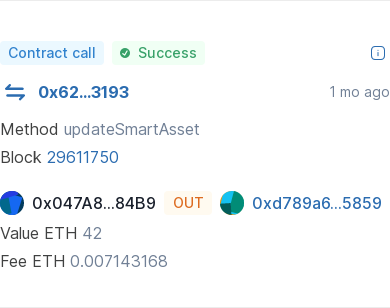 Contract call Success
0x62...3193 1 mo ago
Method updateSmartAsset
Block 29611750
0x047A8...84B9 OUT 0xd789a6...5859
Value ETH 42
Fee ETH 0.007143168